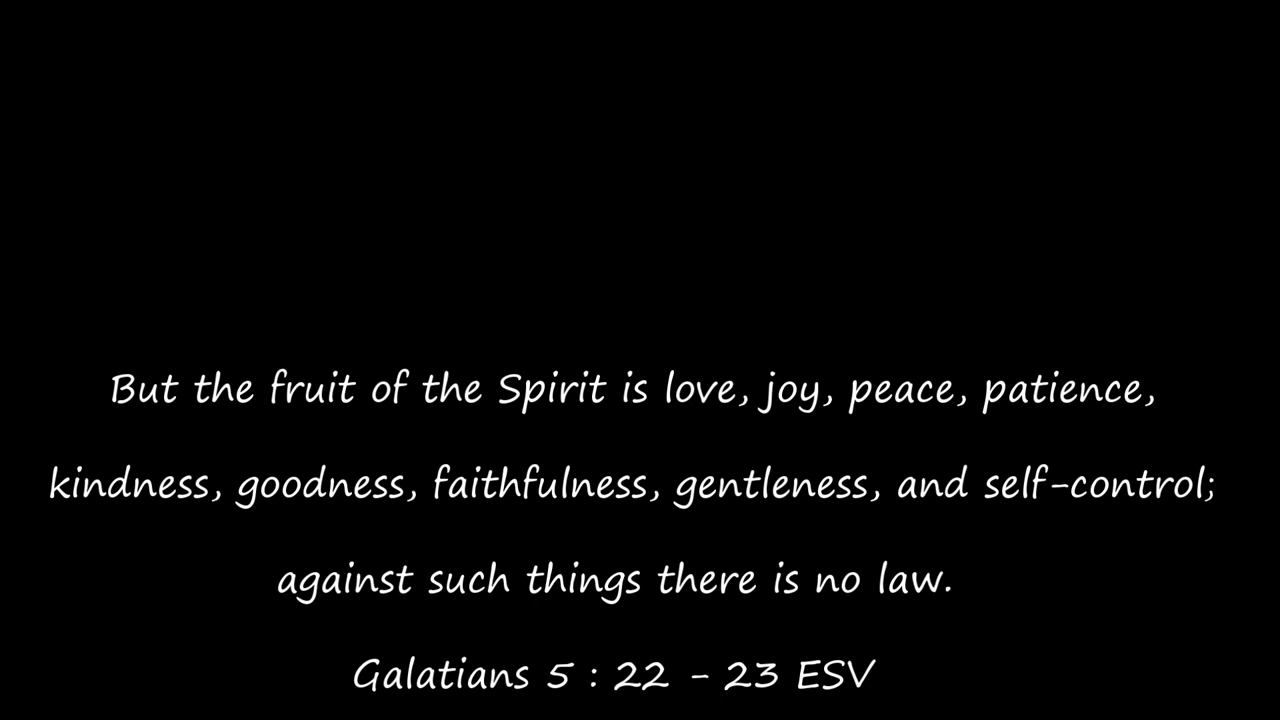 But the fruit of the Spirit is love, joy, peace, patience,
kindness, goodness, faithfulness, gentleness, and self-control;
against such things there is no law.
Galatians 5 : 22 - 23 ESV